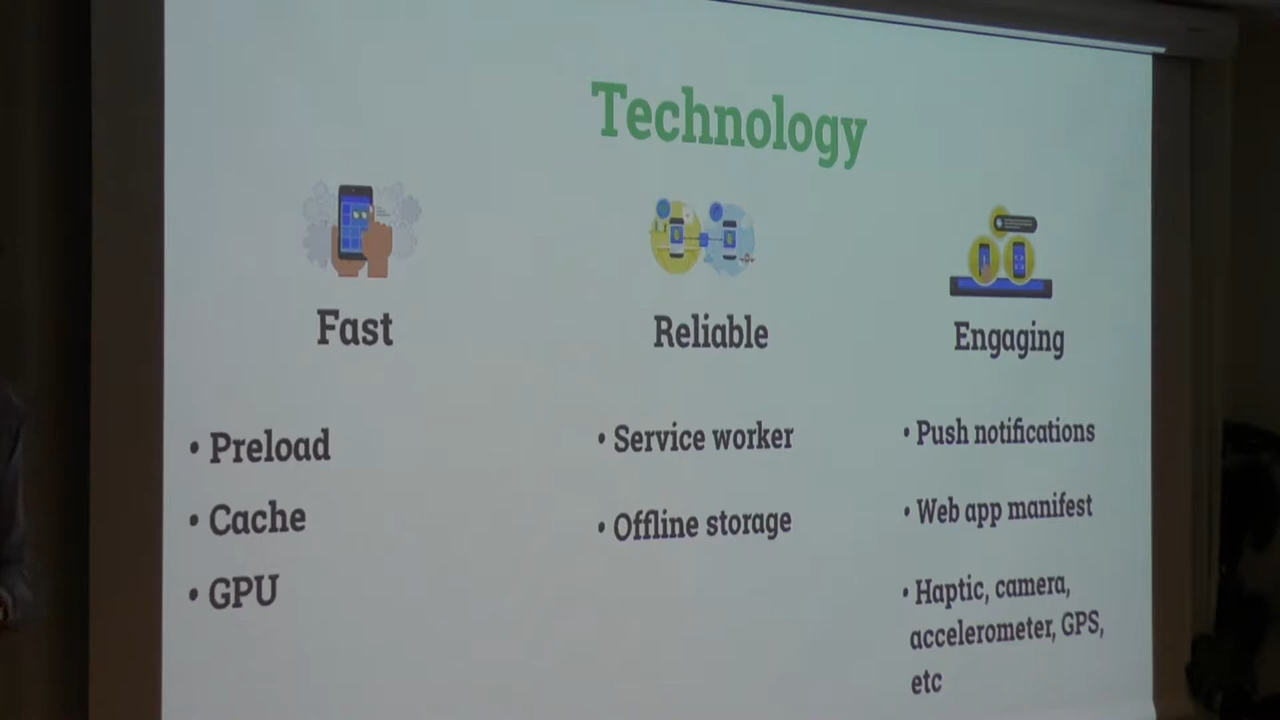 Technology
Fast
• Preload
• Cache
• GPU
Reliable
• Service worker
• Offline storage
Engaging
• Push notifications
• Web app manifest
• Haptic, camera,
accelerometer, GPS,
etc